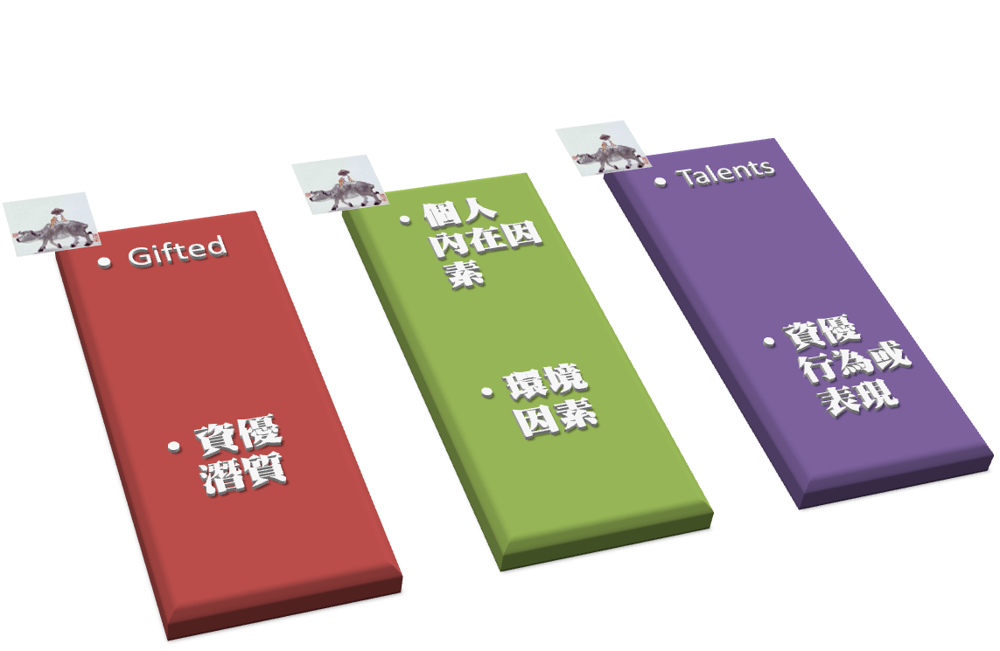 • Gifted
• 資優
潛質
• 個人
內在因
素
• 環境
因素
• Talents
• 資優
行為或
表現